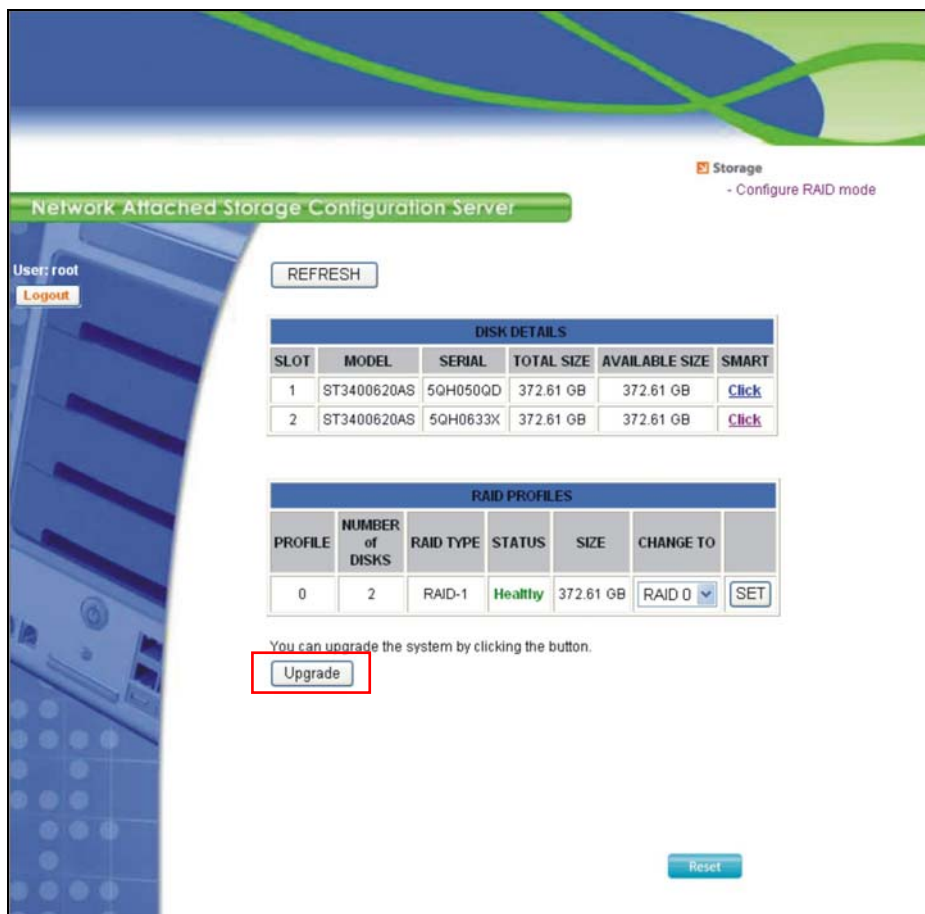 Storage
- Configure RAID mode
Network Attached Storage Configuration Server
User: root
Logout
REFRESH
DISK DETAILS
SLOT MODEL SERIAL TOTAL SIZE AVAILABLE SIZE SMART
1 ST3400620AS 5QH050QD 372.61 GB 372.61 GB Click
2 ST3400620AS 5QH0633X 372.61 GB 372.61 GB Click
RAID PROFILES
PROFILE NUMBER of DISKS RAID TYPE STATUS SIZE CHANGE TO
0 2 RAID-1 Healthy 372.61 GB RAID 0 SET
You can upgrade the system by clicking the button.
Upgrade
Reset